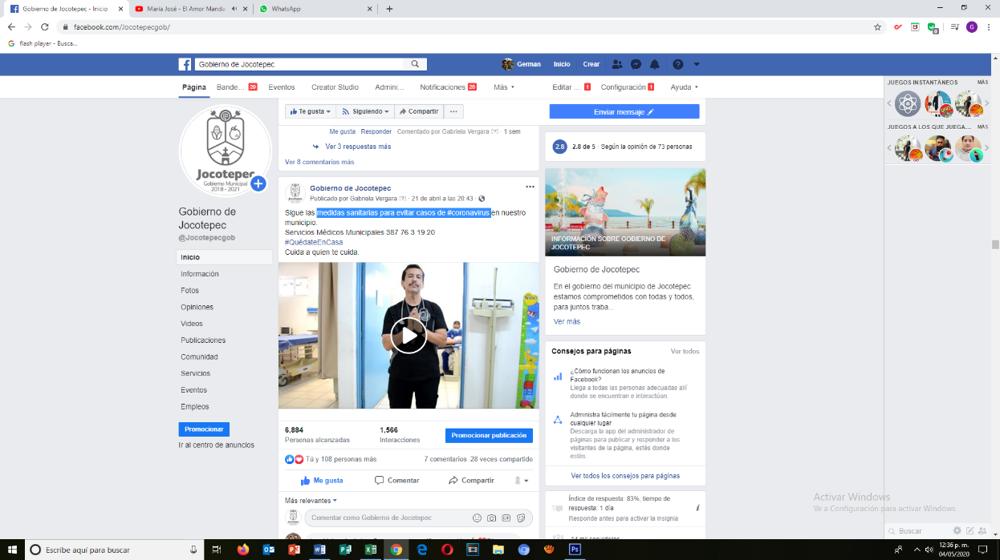 Gobierno de Jocotepec - Inicio
María José - El Amor Manda
WhatsApp
facebook.com/Jocotepecgob/
flash player - Busca...
Gobierno de Jocotepec
German
Inicio
Crear
Página
Bande...
29
Eventos
Creator Studio
Admini...
Notificaciones
26
Más
Editar ...
1
Configuración
1
Ayuda
Te gusta
Siguiendo
Compartir
Enviar mensaje
Jocotepec
Gobierno Municipal
2018 - 2021
Gobierno de
Jocotepec
@Jocotepecgob
Inicio
Información
Fotos
Opiniones
Videos
Publicaciones
Comunidad
Servicios
Eventos
Empleos
Promocionar
Ir al centro de anuncios
Me gusta Responder · Comentado por Gabriela Vergara [?] · 1 sem
Ver 3 respuestas más
Ver 8 comentarios más
Gobierno de Jocotepec
Publicado por Gabriela Vergara [?] · 21 de abril a las 20:43 ·
Sigue las medidas sanitarias para evitar casos de #coronavirus en nuestro
municipio.
Servicios Médicos Municipales 387 76 3 19 20
#QuédateEnCasa
Cuida a quien te cuida.
6,884
Personas alcanzadas
1,566
Interacciones
Promocionar publicación
Tú y 108 personas más
7 comentarios 28 veces compartido
Me gusta
Comentar
Compartir
Más relevantes
Comentar como Gobierno de Jocotepec
2.8
2.8 de 5 · Según la opinión de 73 personas
INFORMACIÓN SOBRE GOBIERNO DE
JOCOTEPEC
Gobierno de Jocotepec
En el gobierno del municipio de Jocotepec
estamos comprometidos con todas y todos,
para juntos traba...
Ver más
Consejos para páginas
Ver todos
¿Cómo funcionan los anuncios de
Facebook?
Llega a todas las personas adecuadas allí
donde se encuentran e interactúan.
Administra fácilmente tu página desde
cualquier lugar
Descarga la app del administrador de
páginas para publicar y responder a los
visitantes de la página, estés donde
estés.
Ver todos los consejos para páginas
Índice de respuesta: 83%; tiempo de
respuesta: 1 día
Responde antes para activar la insignia
JUEGOS INSTANTÁNEOS
MÁS
JUEGOS A LOS QUE JUEGA...
MÁS
Activar Windows
Ve a Configuración para activar Windows.
Buscar
Escribe aquí para buscar
12:36 p. m.
04/05/2020